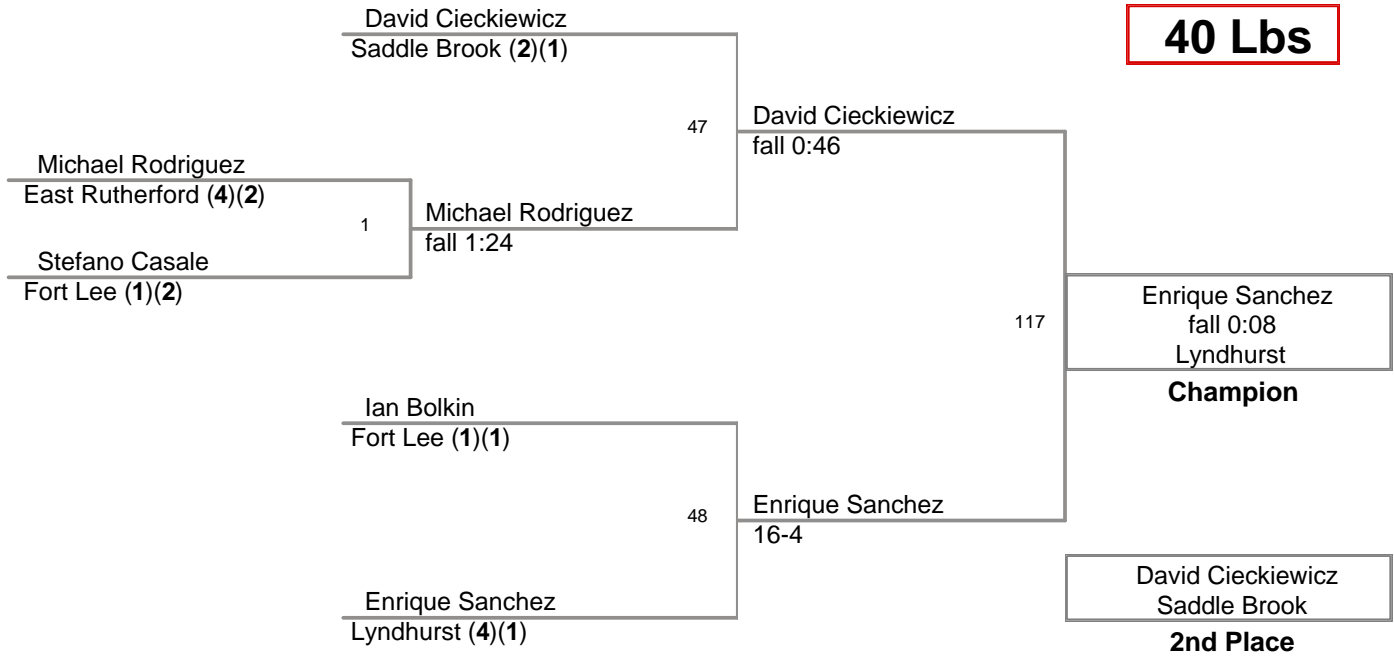 David Cieckiewicz
Saddle Brook (2)(1)
40 Lbs
47
David Cieckiewicz
fall 0:46
Michael Rodriguez
East Rutherford (4)(2)
1
Michael Rodriguez
fall 1:24
Stefano Casale
Fort Lee (1)(2)
117
Enrique Sanchez
fall 0:08
Lyndhurst
Champion
Ian Bolkin
Fort Lee (1)(1)
48
Enrique Sanchez
16-4
Enrique Sanchez
Lyndhurst (4)(1)
David Cieckiewicz
Saddle Brook
2nd Place